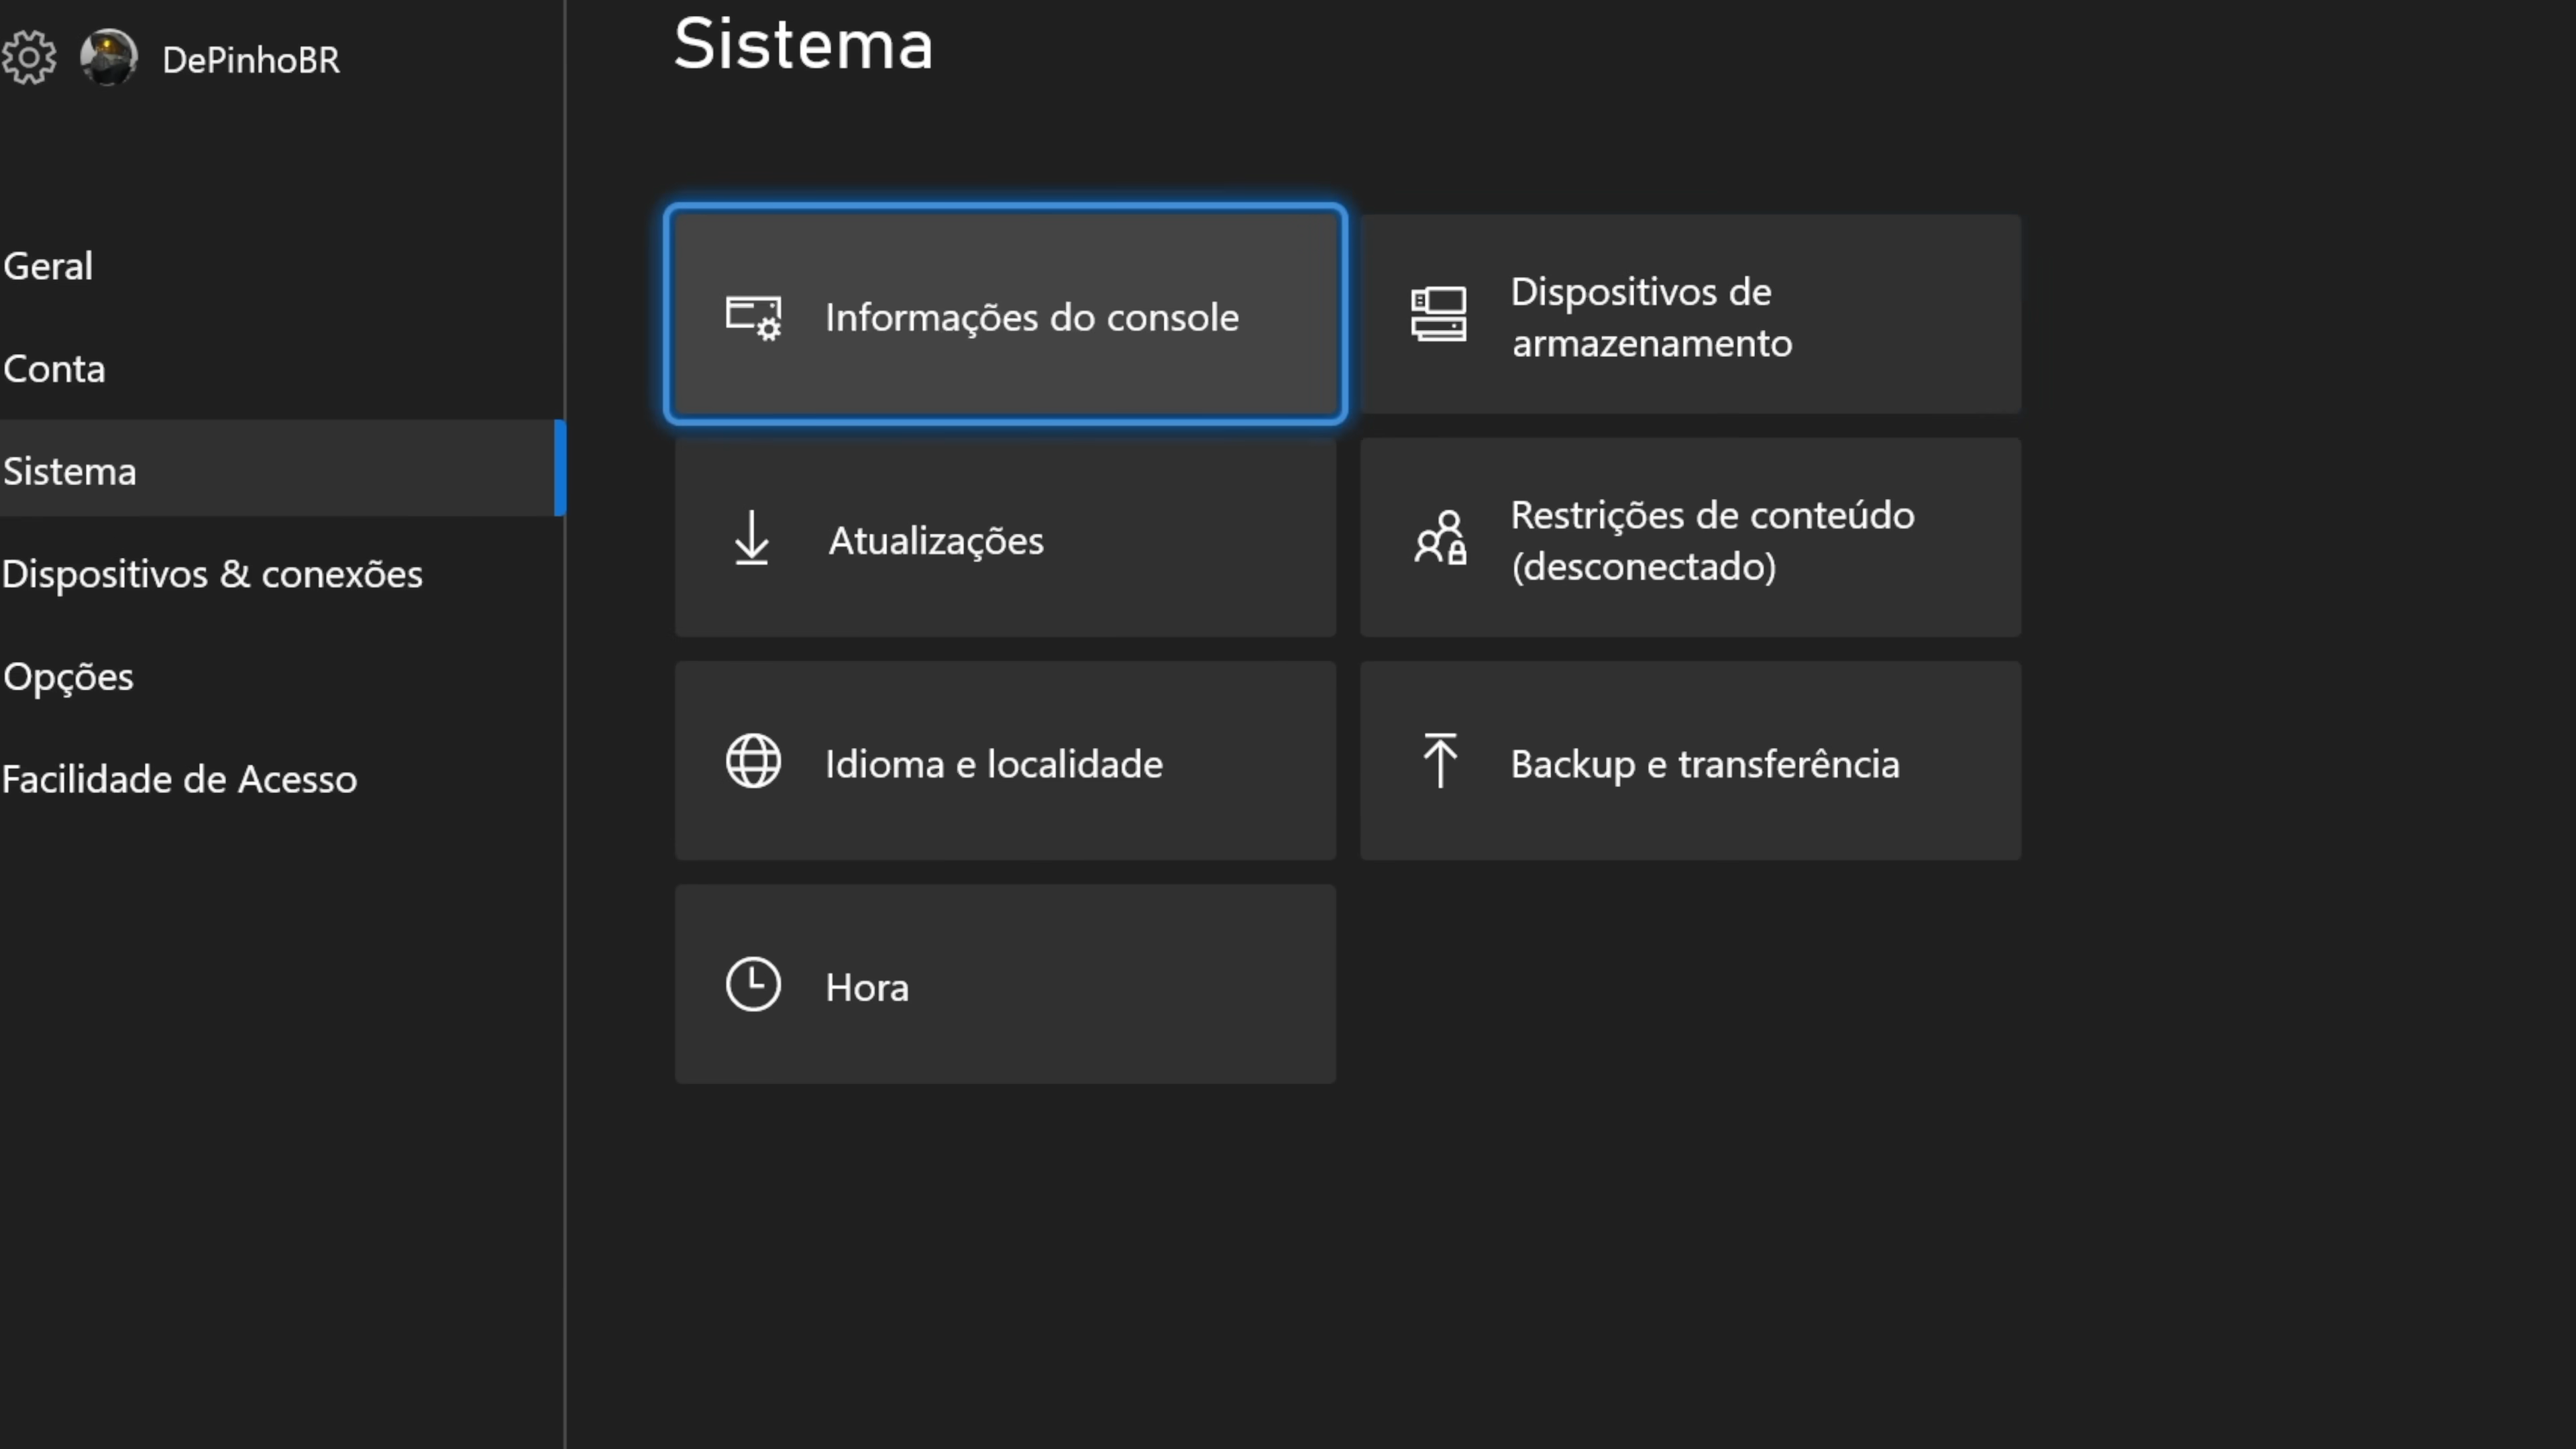 DePinhoBR
Geral
Conta
Sistema
Dispositivos & conexões
Opções
Facilidade de Acesso
Sistema
Informações do console
Dispositivos de
armazenamento
Atualizações
Restrições de conteúdo
(desconectado)
Idioma e localidade
Backup e transferência
Hora